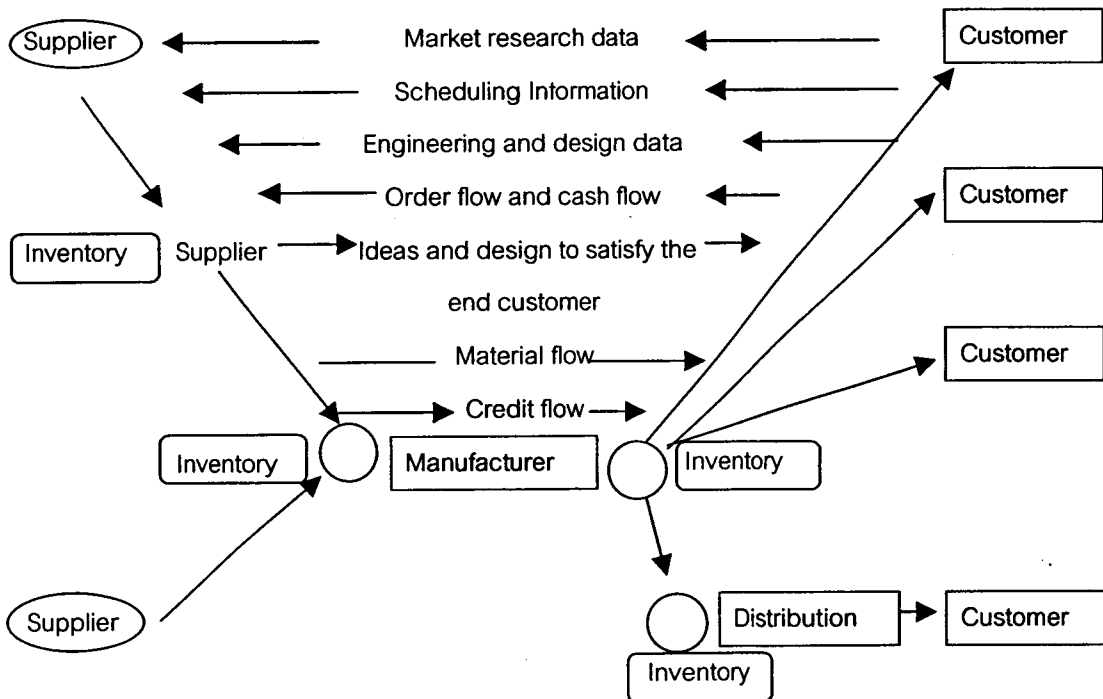 Supplier
Market research data
Customer
Scheduling Information
Engineering and design data
Order flow and cash flow
Customer
Inventory
Supplier
Ideas and design to satisfy the
end customer
Material flow
Customer
Credit flow
Inventory
Manufacturer
Inventory
Supplier
Distribution
Customer
Inventory